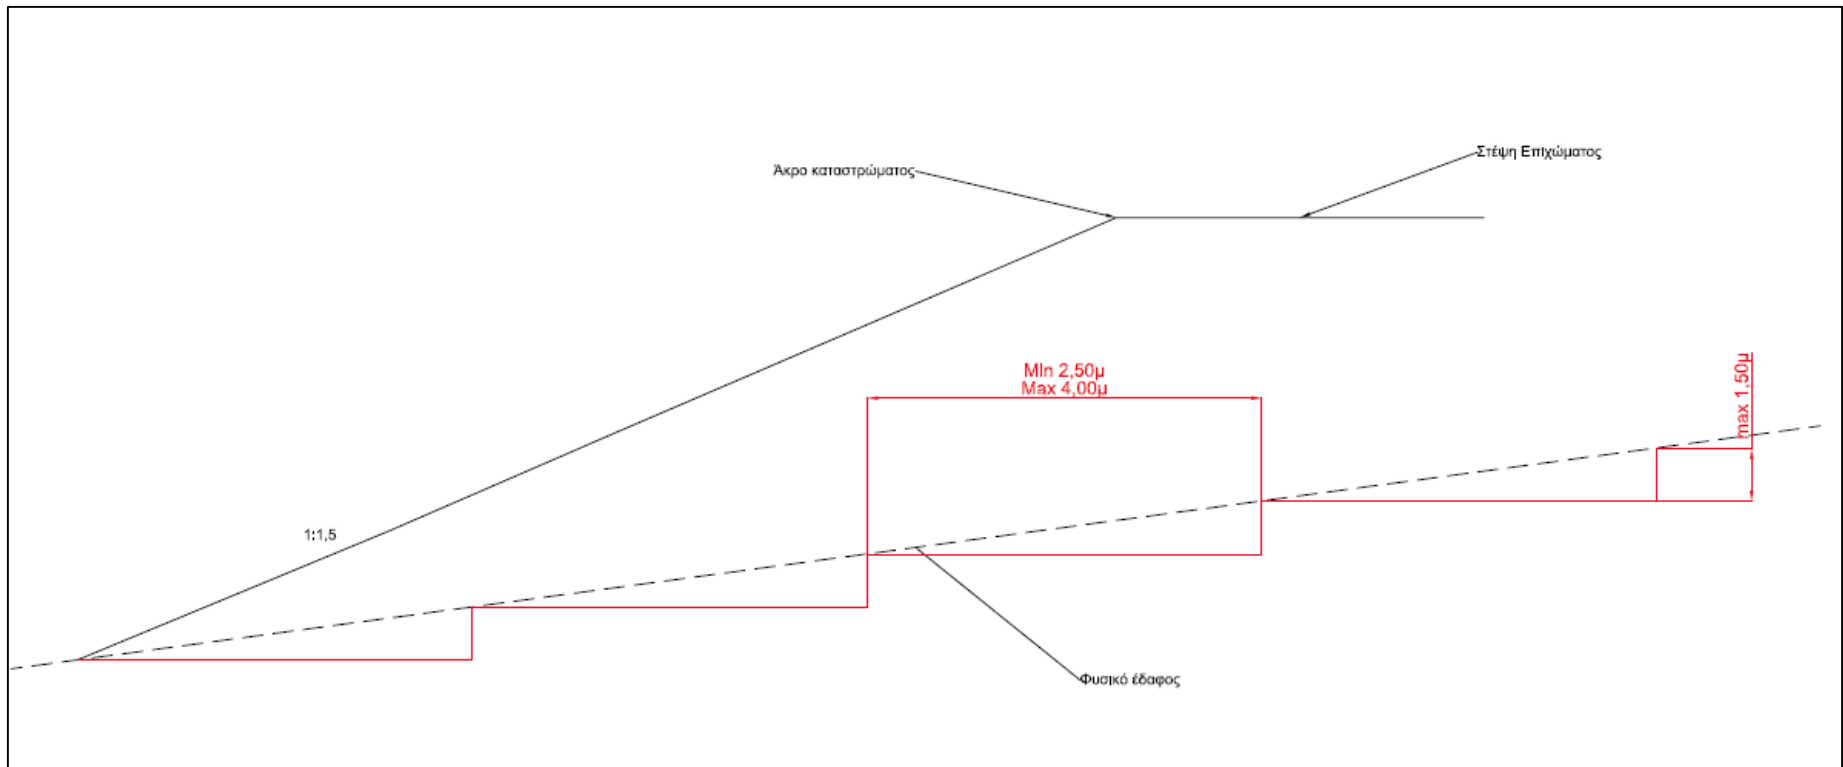 Στέψη Επιχώματος
Άκρο καταστρώματος
MIn 2,50μ
Max 4,00μ
max 1,50μ
1:1,5
Φυσικό έδαφος